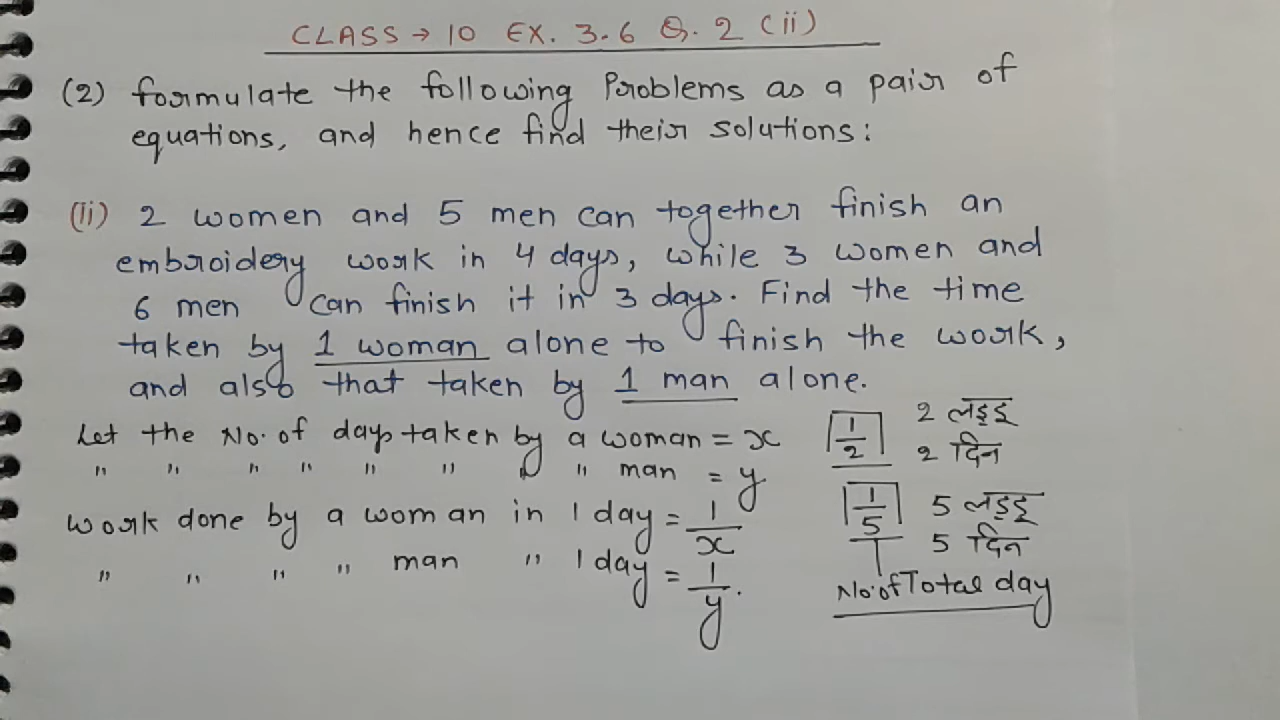 CLASS → 10 EX. 3.6 Q. 2 (ii)
(2) formulate the following Problems as a pair of
equations, and hence find their solutions:
(ii) 2 women and 5 men can together finish an
embroidery work in 4 days, while 3 women and
6 men can finish it in 3 days. Find the time
taken by 1 woman alone to finish the work,
and also that taken by 1 man alone.
Let the No. of days taken by a woman = x
" " " " " " " " man = y
work done by a woman in 1 day = 1/x
" " " " man " 1 day = 1/y.
1/2 2 लड्डू
2 दिन
1/5 5 लड्डू
5 दिन
No. of Total day